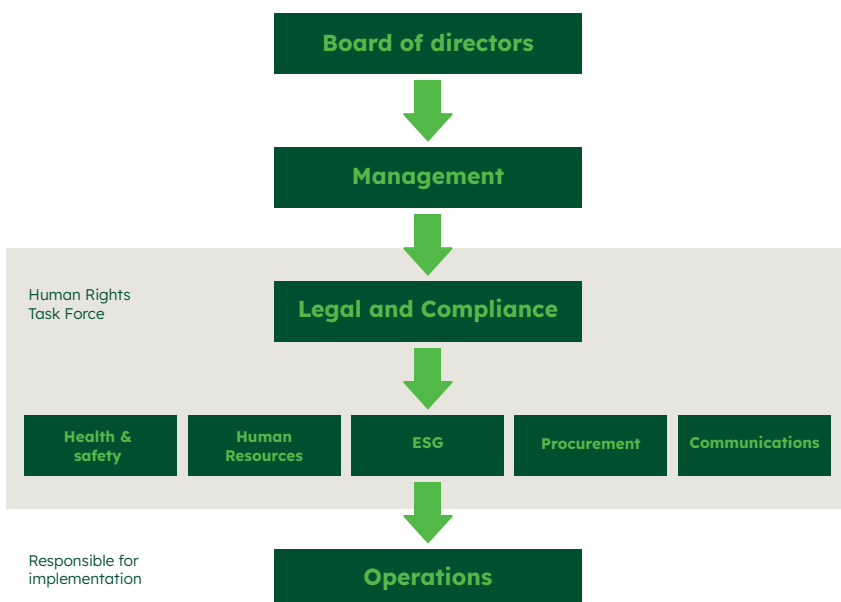 Board of directors
Management
Human Rights
Task Force
Legal and Compliance
Health &
safety
Human
Resources
ESG
Procurement
Communications
Responsible for
implementation
Operations